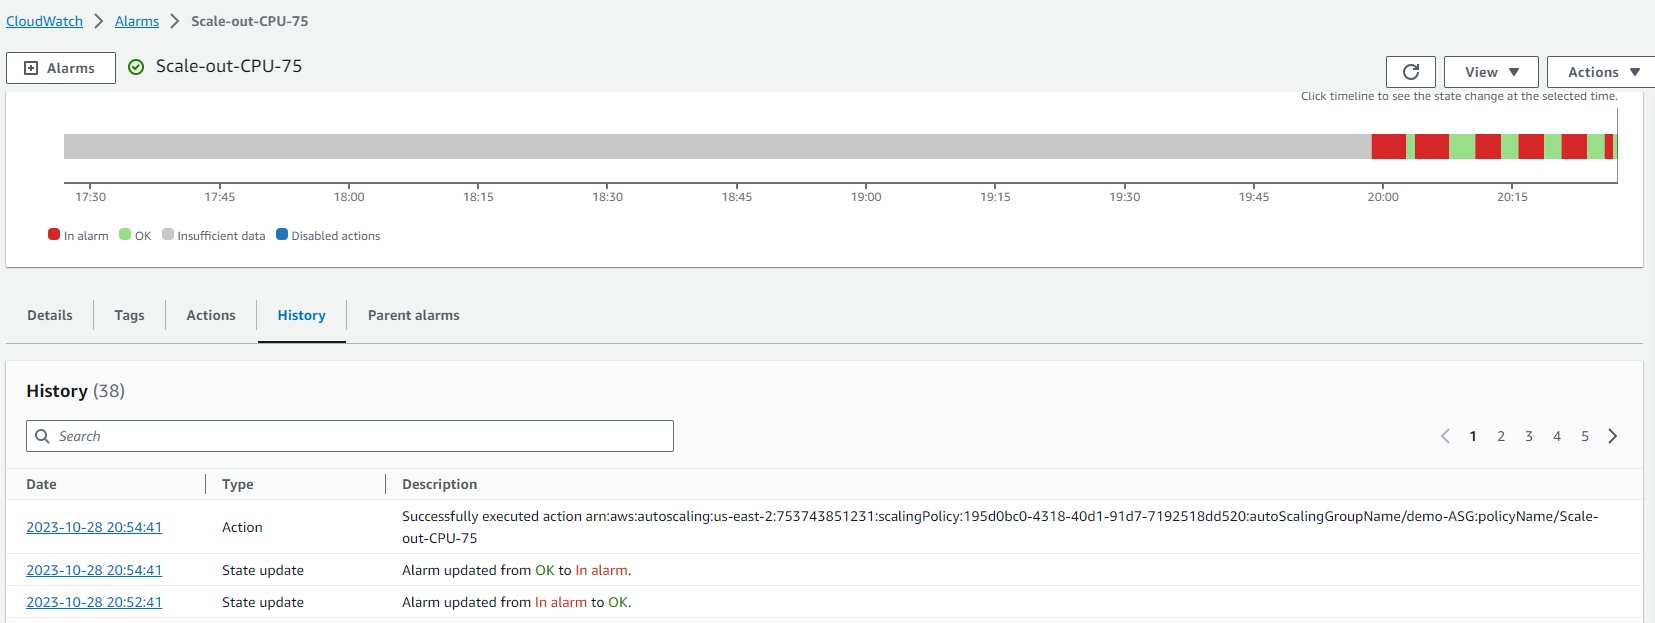 CloudWatch > Alarms > Scale-out-CPU-75
Alarms Scale-out-CPU-75 View Actions
Click timeline to see the state change at the selected time.
17:30 17:45 18:00 18:15 18:30 18:45 19:00 19:15 19:30 19:45 20:00 20:15
In alarm OK Insufficient data Disabled actions
Details Tags Actions History Parent alarms
History (38)
Search 1 2 3 4 5
Date Type Description
2023-10-28 20:54:41 Action Successfully executed action arn:aws:autoscaling:us-east-2:753743851231:scalingPolicy:195d0bc0-4318-40d1-91d7-7192518dd520:autoScalingGroupName/demo-ASG:policyName/Scale-
out-CPU-75
2023-10-28 20:54:41 State update Alarm updated from OK to In alarm.
2023-10-28 20:52:41 State update Alarm updated from In alarm to OK.